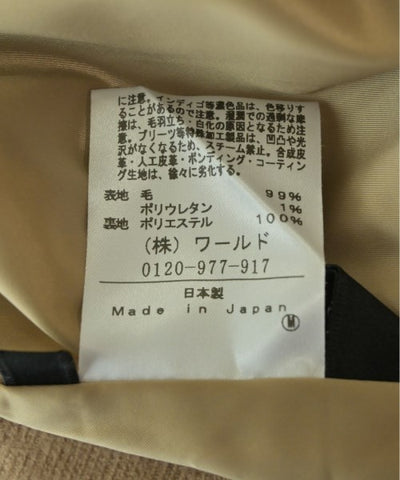 に注意。インディゴ等濃色品は、色移りす
ることがあるので注意。湿潤での過剰な摩
擦は、毛羽立ち・白化の原因となるため注
意。プリーツ等特殊加工製品は、凹凸や光
沢がなくなるため、スチーム禁止。合成皮
革・人工皮革・ボンディング・コーティン
グ生地は、徐々に劣化する。
表地 毛 99%
ポリウレタン 1%
裏地 ポリエステル 100%
（株）ワールド
0120-977-917
日本製
Made in Japan
M